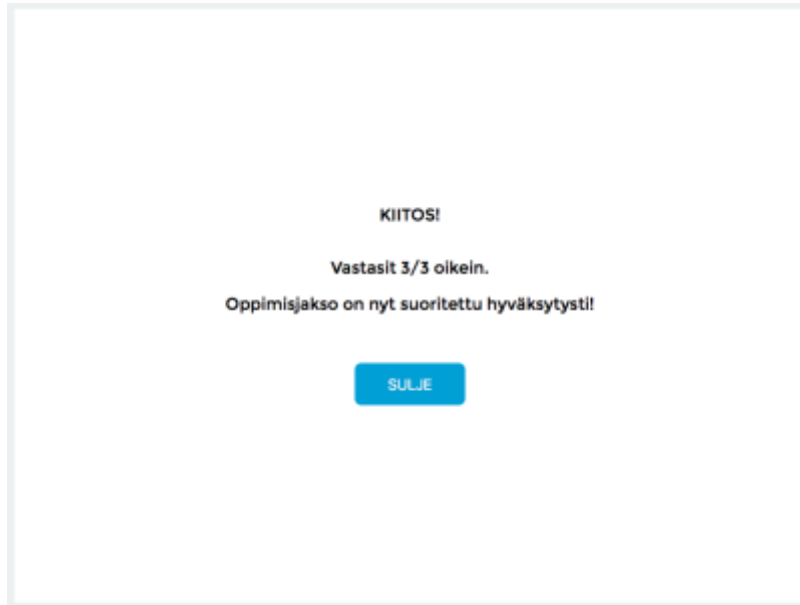 KIITOS!
Vastasit 3/3 oikein.
Oppimisjakso on nyt suoritettu hyväksytysti!
SULJE